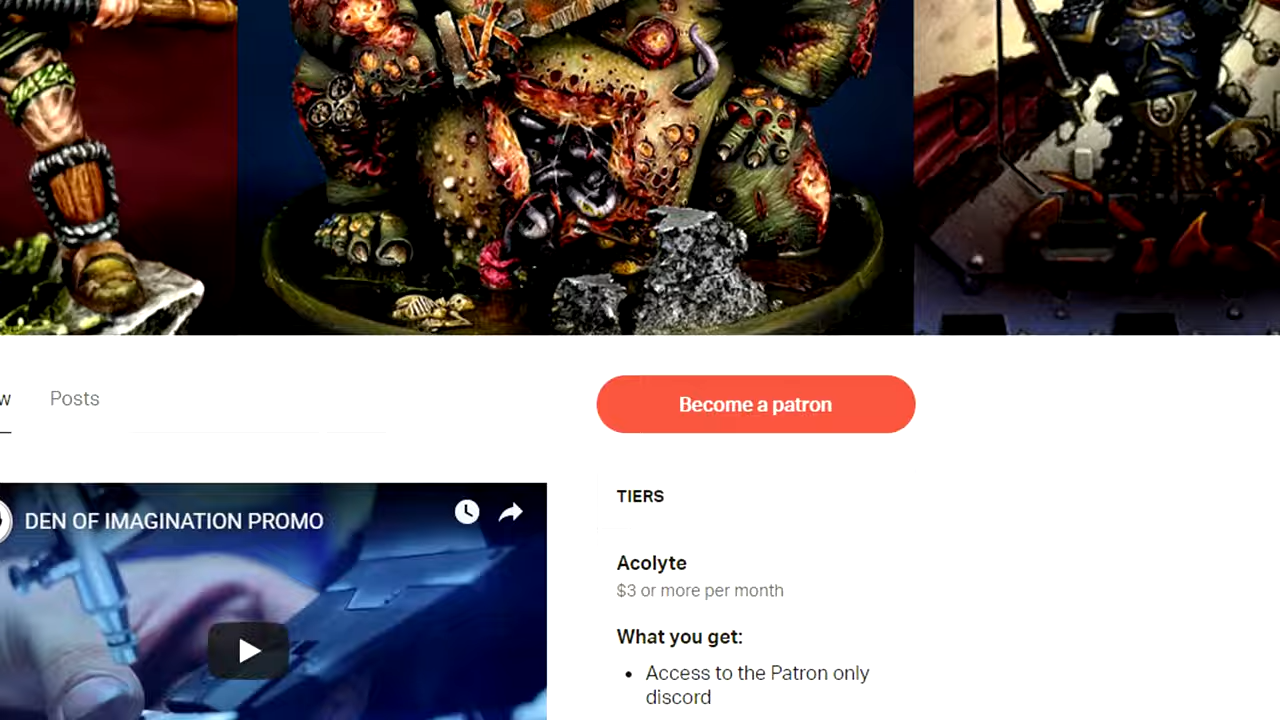 w
Posts
Become a patron
DEN OF IMAGINATION PROMO
TIERS
Acolyte
$3 or more per month
What you get:
• Access to the Patron only
discord